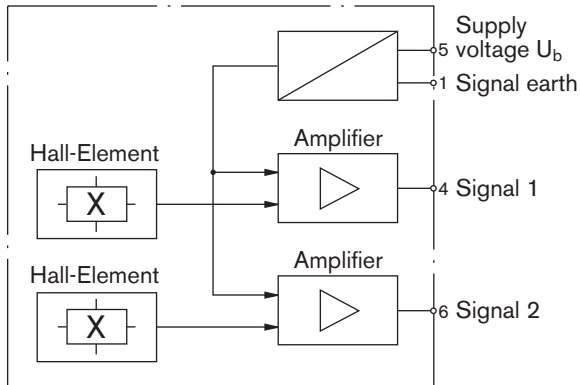 Supply
5 voltage U_b
1 Signal earth
Amplifier
Hall-Element
X
4 Signal 1
Amplifier
Hall-Element
X
6 Signal 2